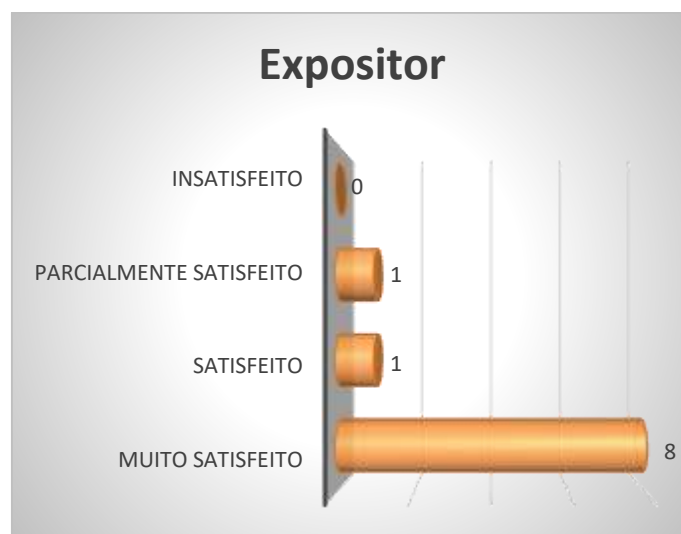 Expositor
INSATISFEITO 0
PARCIALMENTE SATISFEITO 1
SATISFEITO 1
MUITO SATISFEITO 8